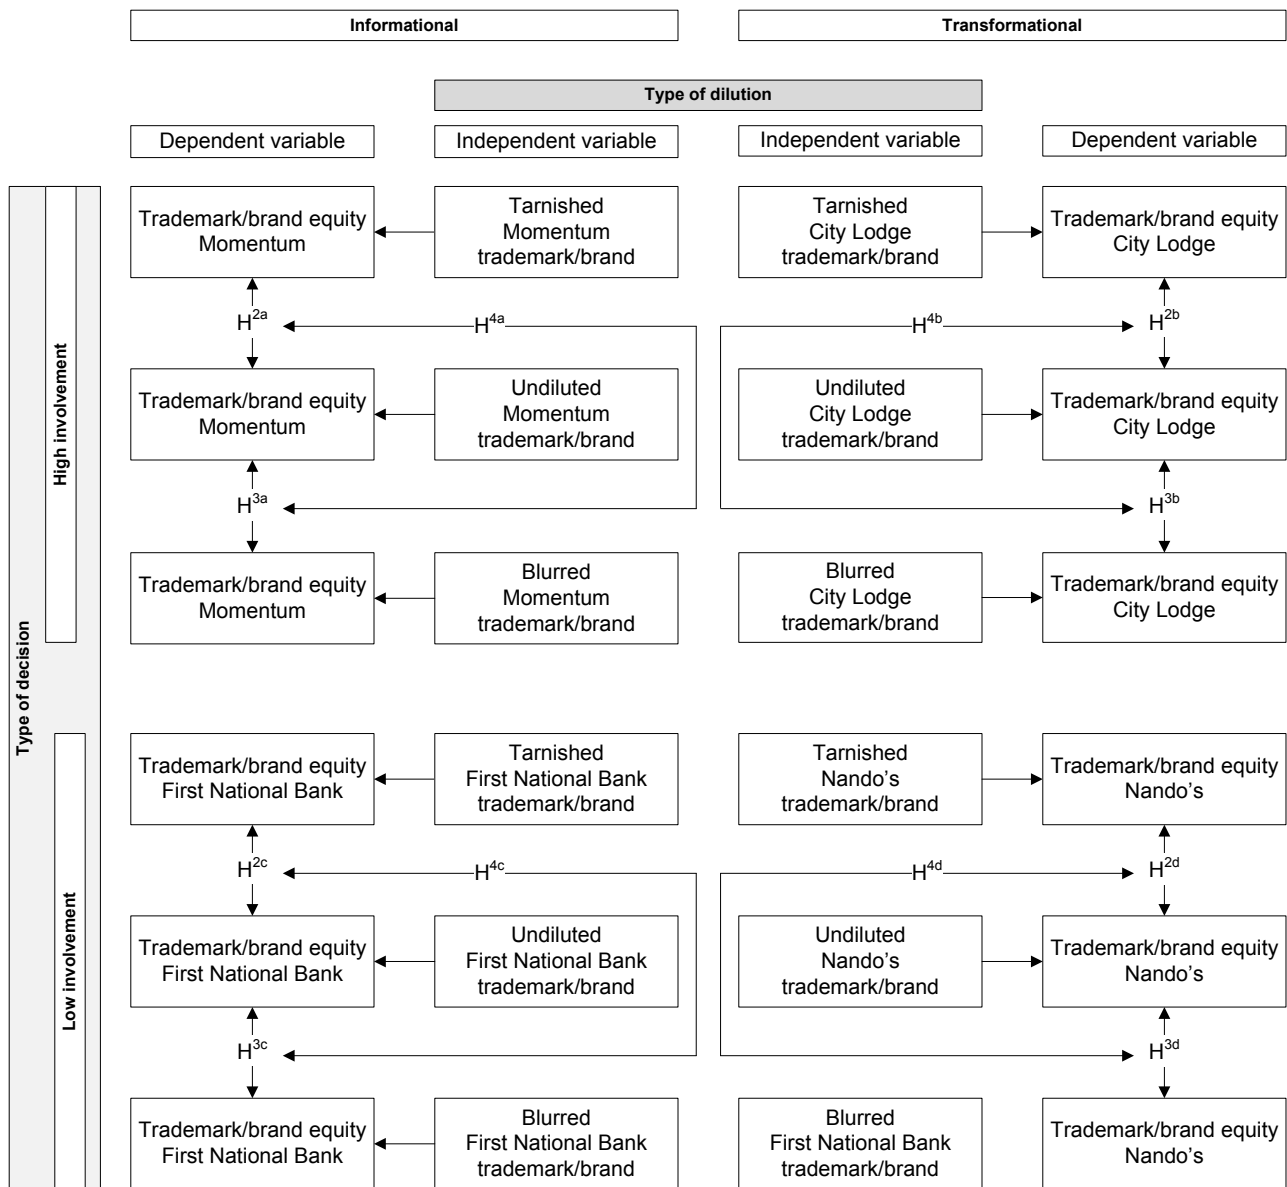 Informational
Transformational
Type of dilution
Dependent variable
Independent variable
Independent variable
Dependent variable
Type of decision
High involvement
Trademark/brand equity
Momentum
Tarnished
Momentum
trademark/brand
Tarnished
City Lodge
trademark/brand
Trademark/brand equity
City Lodge
H2a
H4a
H4b
H2b
Trademark/brand equity
Momentum
Undiluted
Momentum
trademark/brand
Undiluted
City Lodge
trademark/brand
Trademark/brand equity
City Lodge
H3a
H3b
Trademark/brand equity
Momentum
Blurred
Momentum
trademark/brand
Blurred
City Lodge
trademark/brand
Trademark/brand equity
City Lodge
Low involvement
Trademark/brand equity
First National Bank
Tarnished
First National Bank
trademark/brand
Tarnished
Nando’s
trademark/brand
Trademark/brand equity
Nando’s
H2c
H4c
H4d
H2d
Trademark/brand equity
First National Bank
Undiluted
First National Bank
trademark/brand
Undiluted
Nando’s
trademark/brand
Trademark/brand equity
Nando’s
H3c
H3d
Trademark/brand equity
First National Bank
Blurred
First National Bank
trademark/brand
Blurred
First National Bank
trademark/brand
Trademark/brand equity
Nando’s